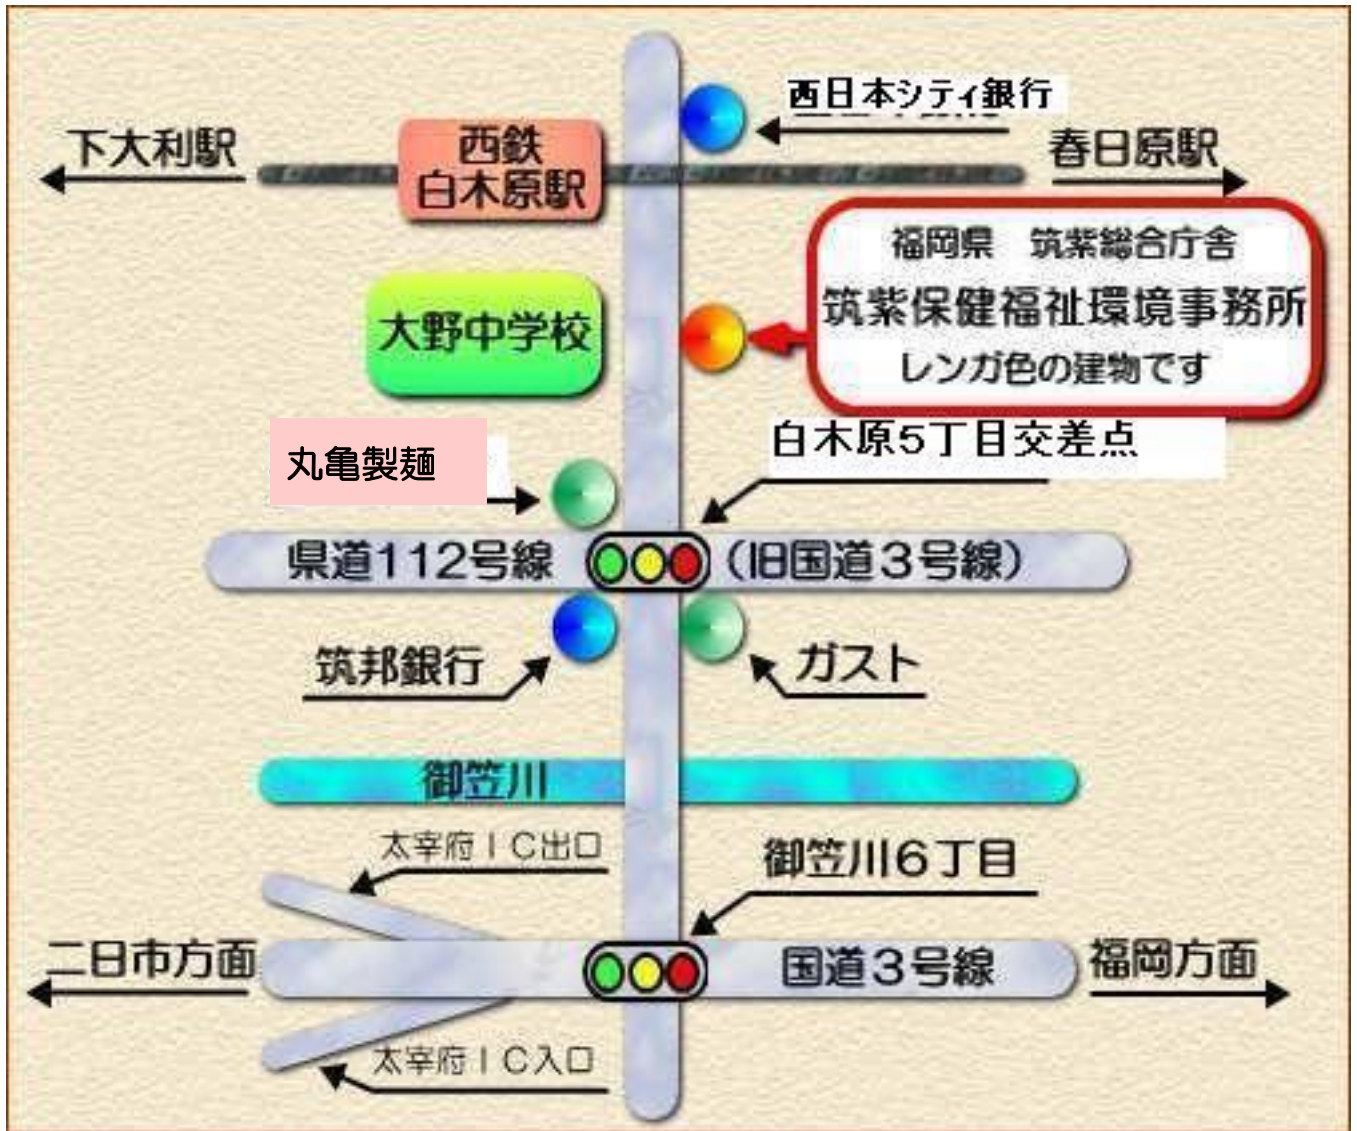 西日本シティ銀行
下大利駅
西鉄
白木原駅
春日原駅
福岡県　筑紫総合庁舎
筑紫保健福祉環境事務所
レンガ色の建物です
大野中学校
丸亀製麺
白木原5丁目交差点
県道112号線
（旧国道３号線）
筑邦銀行
ガスト
御笠川
太宰府ＩＣ出口
御笠川６丁目
二日市方面
国道３号線
福岡方面
太宰府ＩＣ入口